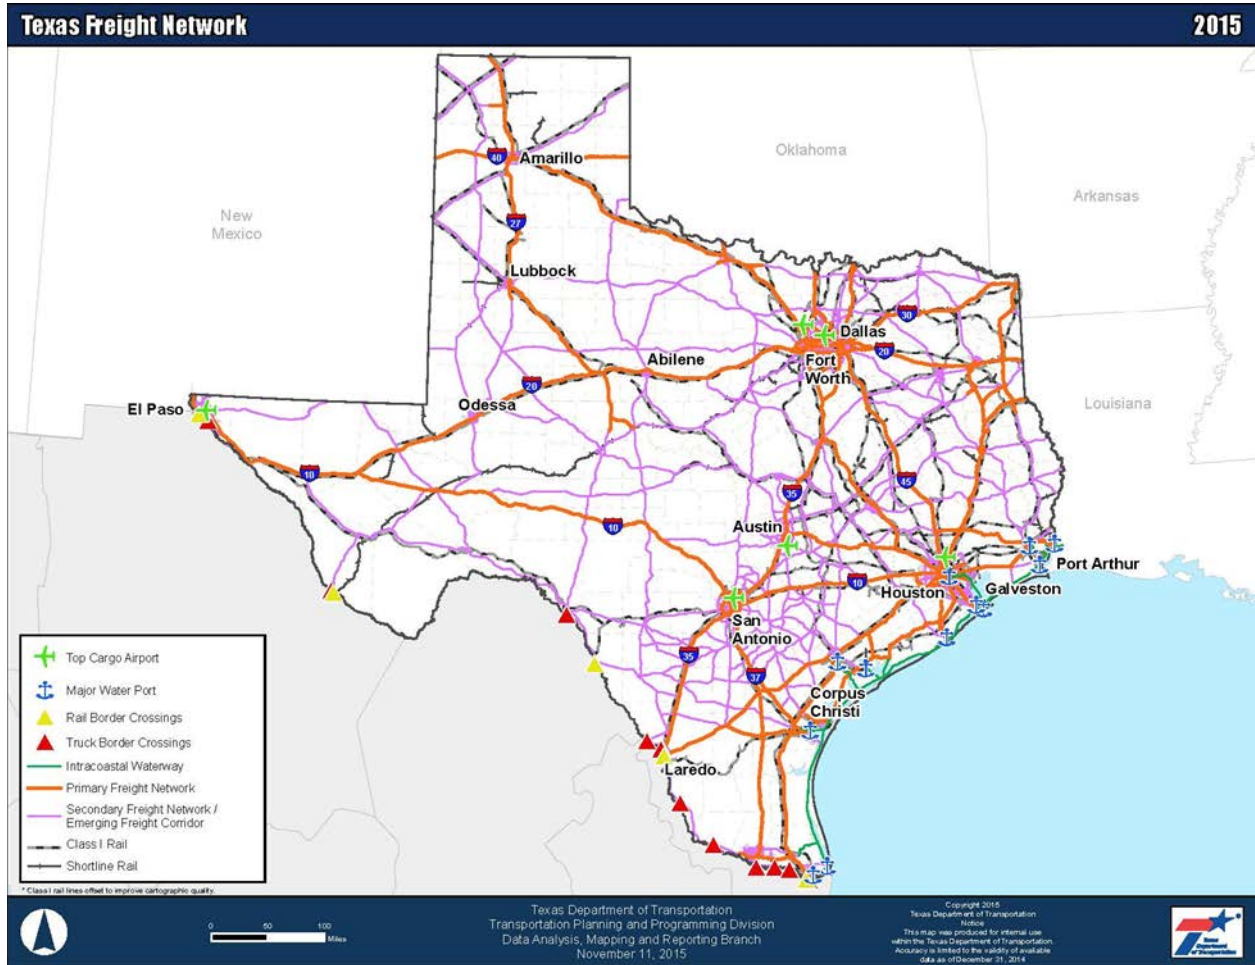 Texas Freight Network
2015
Oklahoma
Arkansas
New
Mexico
Louisiana
40
Amarillo
27
Lubbock
30
Dallas
20
Fort
Worth
Abilene
20
Odessa
El Paso
10
35
45
10
Austin
10
Houston
Port Arthur
Galveston
San
Antonio
35
37
Corpus
Christi
Laredo
Top Cargo Airport
Major Water Port
Rail Border Crossings
Truck Border Crossings
Intracoastal Waterway
Primary Freight Network
Secondary Freight Network /
Emerging Freight Corridor
Class I Rail
Shortline Rail
* Class I rail lines offset to improve cartographic quality.
0 50 100
Miles
Texas Department of Transportation
Transportation Planning and Programming Division
Data Analysis, Mapping and Reporting Branch
November 11, 2015
Copyright 2015
Texas Department of Transportation
Notice
This map was produced for internal use
within the Texas Department of Transportation.
Accuracy is limited to the validity of available
data as of December 31, 2014
Texas
Department
of Transportation